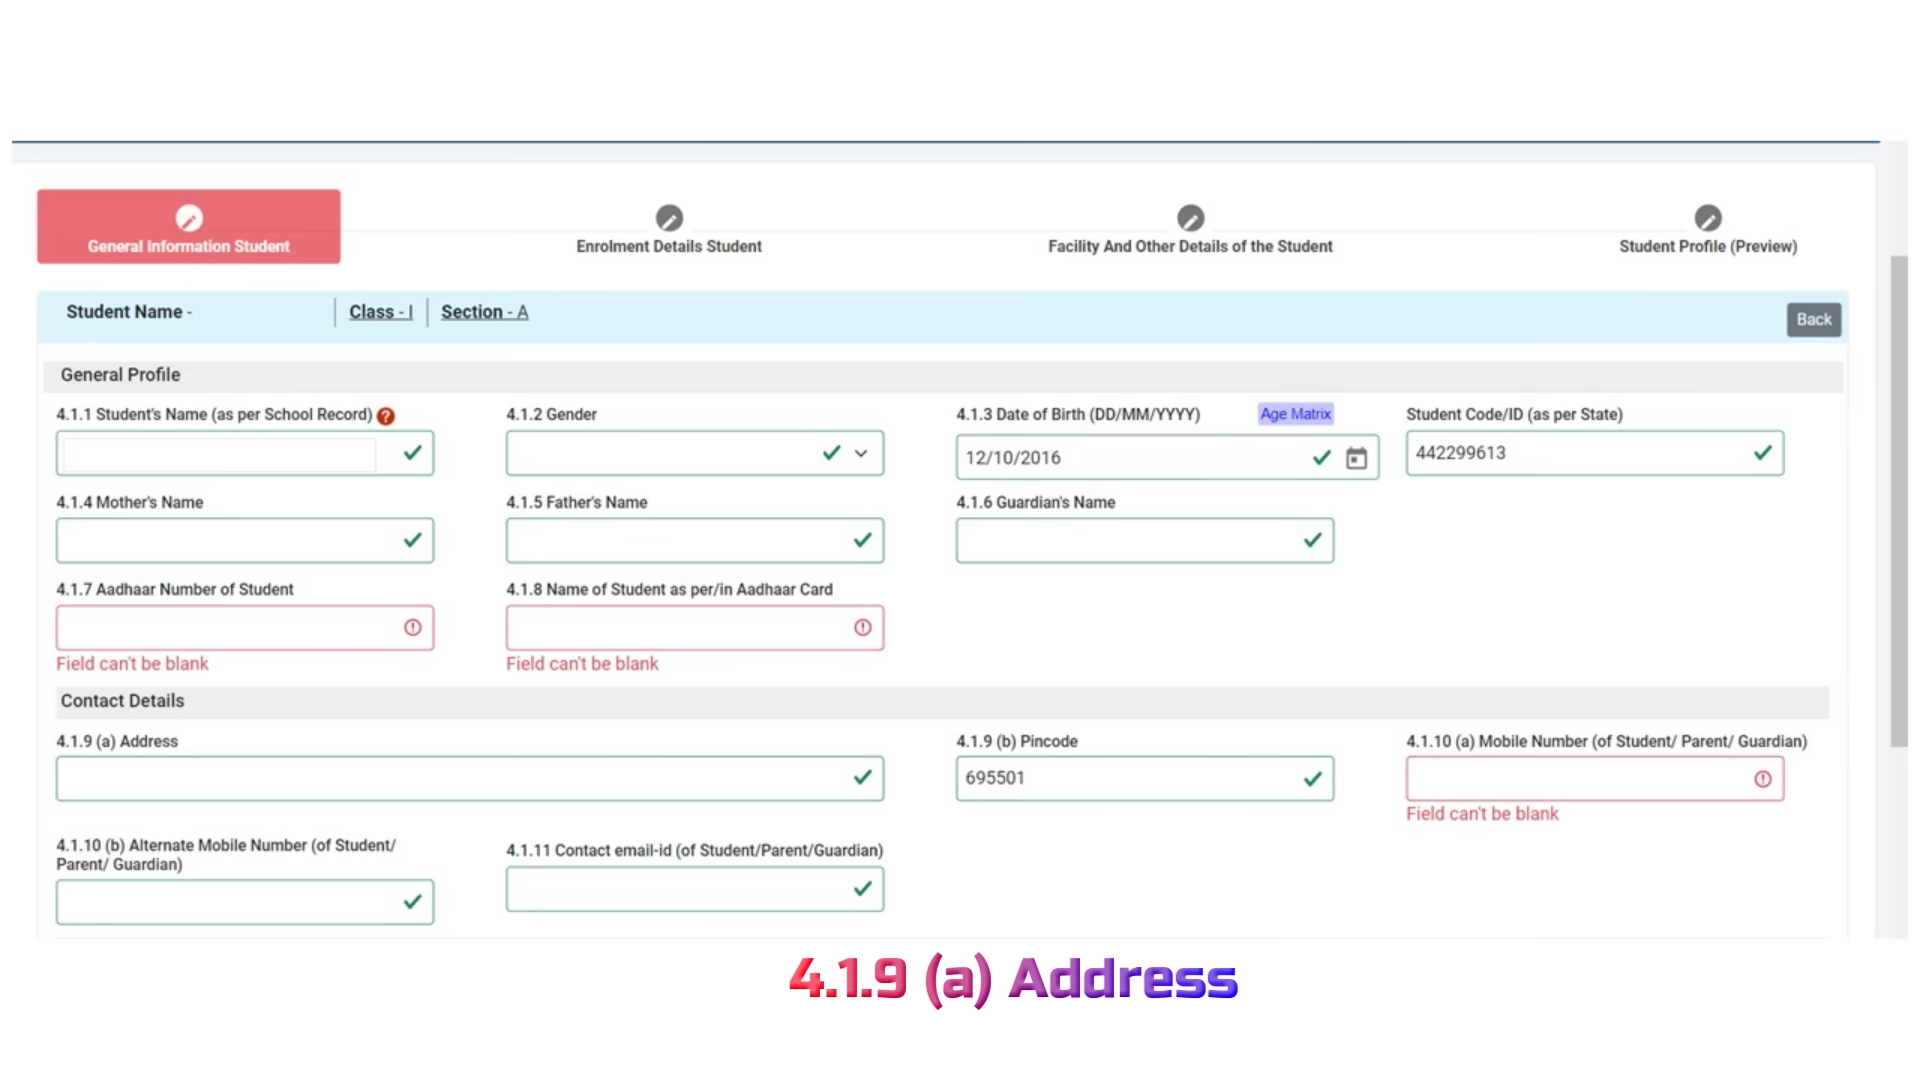 General Information Student
Enrolment Details Student
Facility And Other Details of the Student
Student Profile (Preview)
Student Name - Class - I Section - A
Back
General Profile
4.1.1 Student's Name (as per School Record) ?
4.1.2 Gender
4.1.3 Date of Birth (DD/MM/YYYY) Age Matrix
Student Code/ID (as per State)
12/10/2016
442299613
4.1.4 Mother's Name
4.1.5 Father's Name
4.1.6 Guardian's Name
4.1.7 Aadhaar Number of Student
4.1.8 Name of Student as per/in Aadhaar Card
Field can't be blank
Field can't be blank
Contact Details
4.1.9 (a) Address
4.1.9 (b) Pincode
4.1.10 (a) Mobile Number (of Student/ Parent/ Guardian)
695501
Field can't be blank
4.1.10 (b) Alternate Mobile Number (of Student/
Parent/ Guardian)
4.1.11 Contact email-id (of Student/Parent/Guardian)
4.1.9 (a) Address